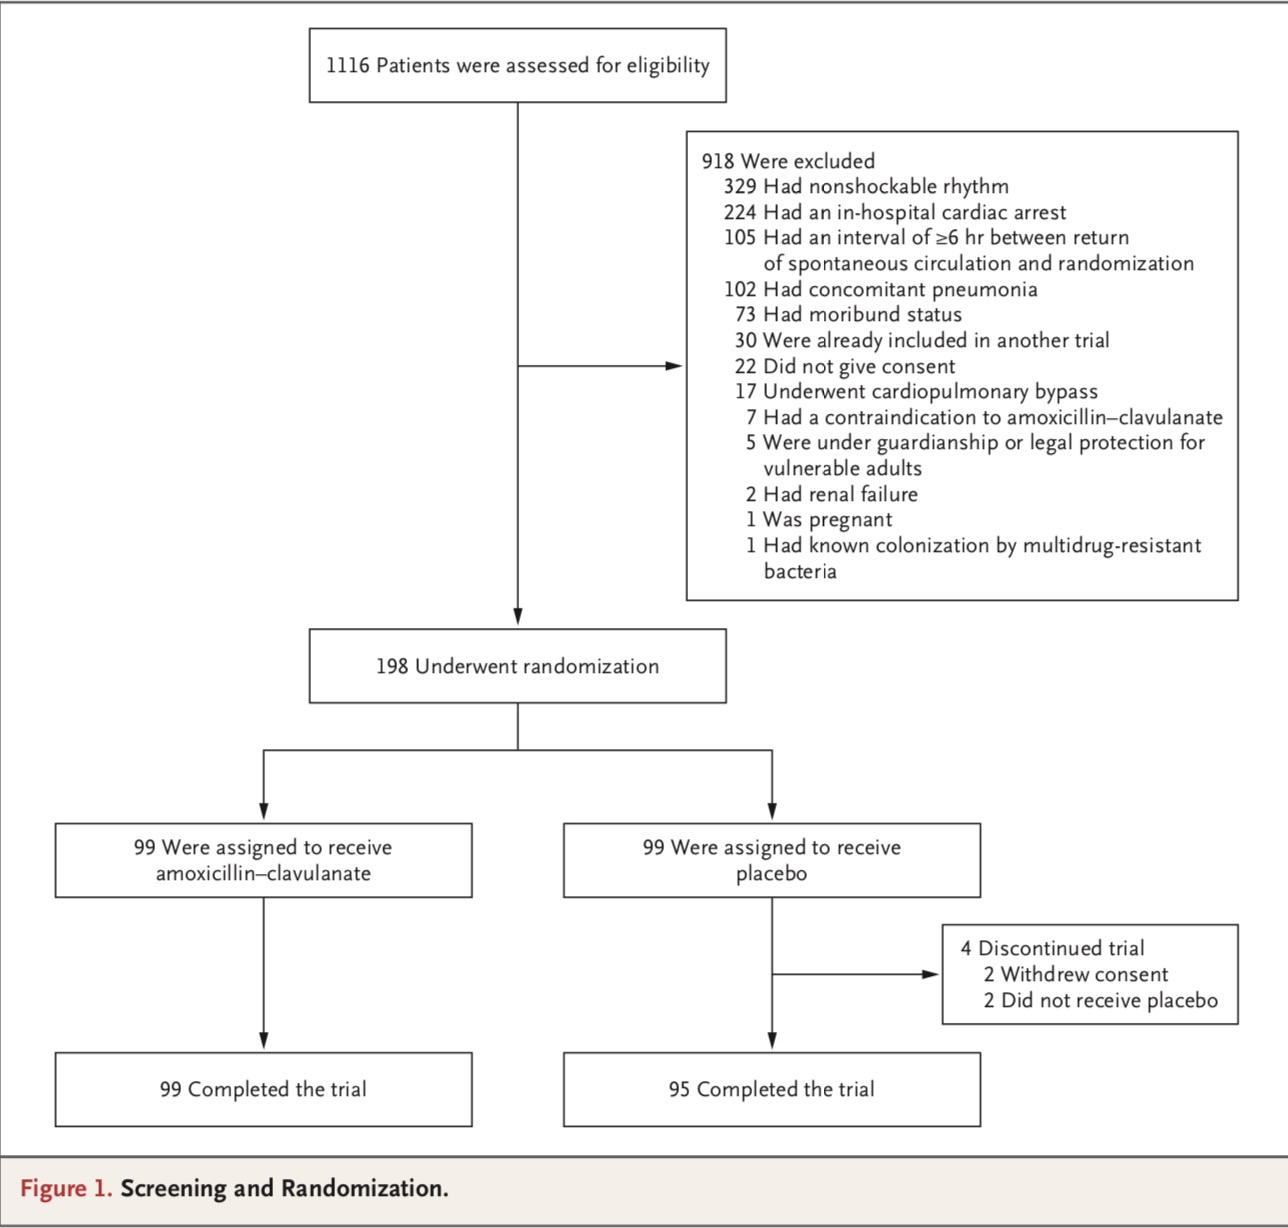 1116 Patients were assessed for eligibility
918 Were excluded
329 Had nonshockable rhythm
224 Had an in-hospital cardiac arrest
105 Had an interval of ≥6 hr between return
of spontaneous circulation and randomization
102 Had concomitant pneumonia
73 Had moribund status
30 Were already included in another trial
22 Did not give consent
17 Underwent cardiopulmonary bypass
7 Had a contraindication to amoxicillin–clavulanate
5 Were under guardianship or legal protection for
vulnerable adults
2 Had renal failure
1 Was pregnant
1 Had known colonization by multidrug-resistant
bacteria
198 Underwent randomization
99 Were assigned to receive
amoxicillin–clavulanate
99 Were assigned to receive
placebo
4 Discontinued trial
2 Withdrew consent
2 Did not receive placebo
99 Completed the trial
95 Completed the trial
Figure 1. Screening and Randomization.